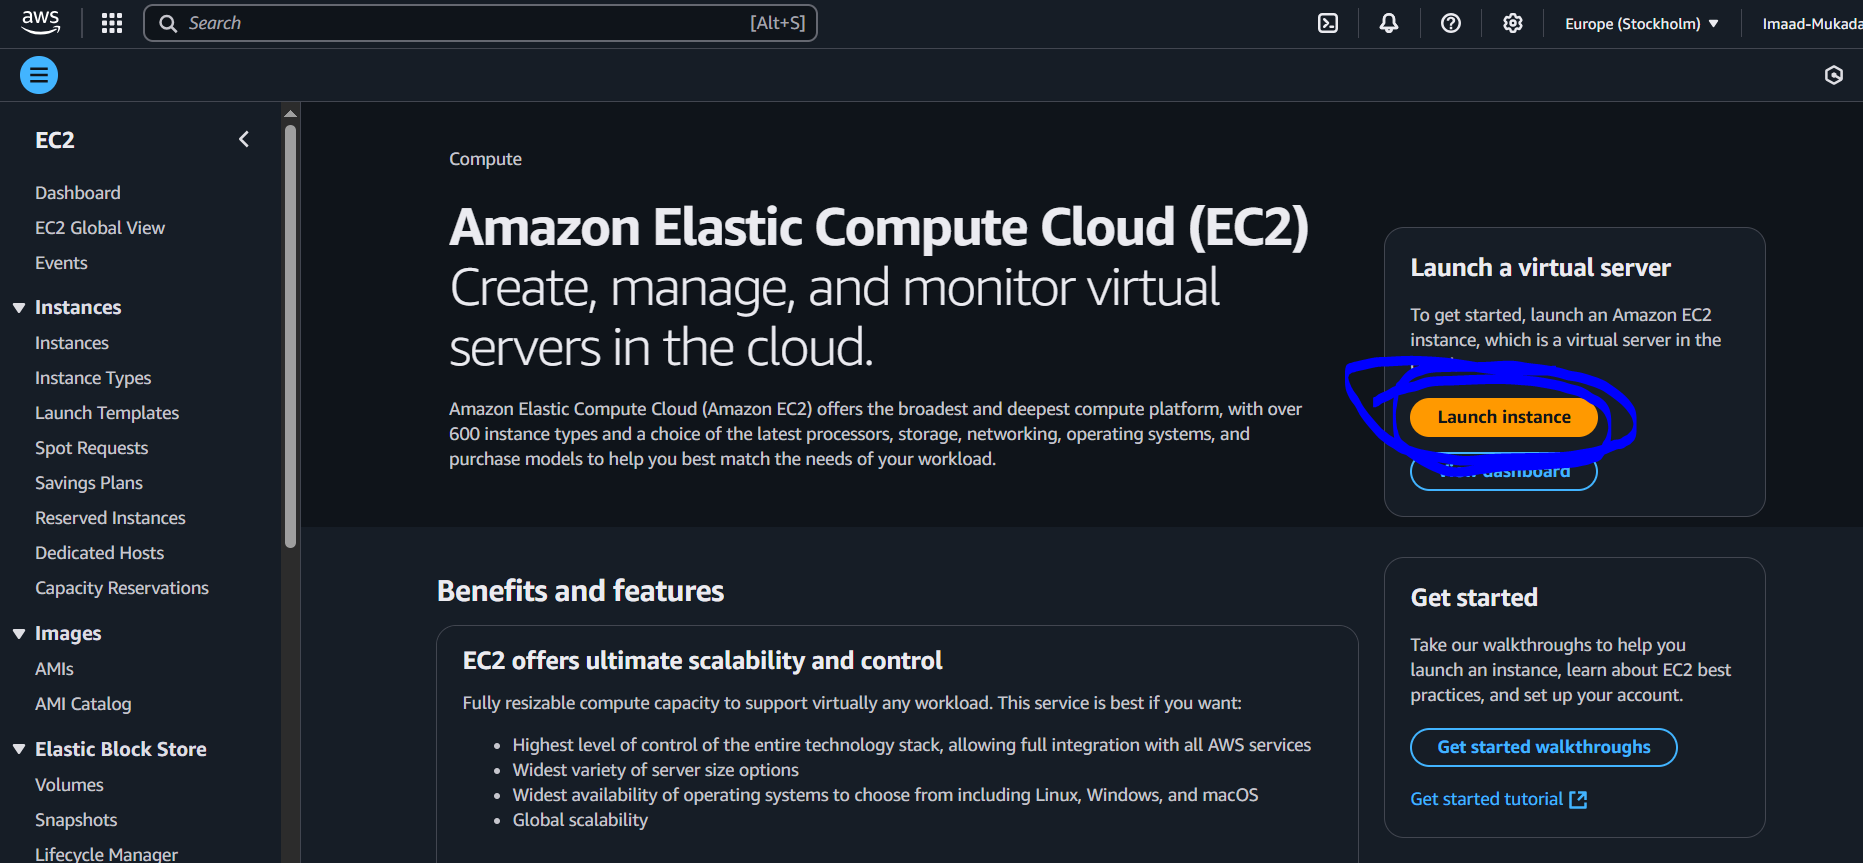 aws
Search
[Alt+S]
Europe (Stockholm)
Imaad-Mukada
EC2
Dashboard
EC2 Global View
Events
Instances
Instances
Instance Types
Launch Templates
Spot Requests
Savings Plans
Reserved Instances
Dedicated Hosts
Capacity Reservations
Images
AMIs
AMI Catalog
Elastic Block Store
Volumes
Snapshots
Lifecycle Manager
Compute
Amazon Elastic Compute Cloud (EC2)
Create, manage, and monitor virtual
servers in the cloud.
Amazon Elastic Compute Cloud (Amazon EC2) offers the broadest and deepest compute platform, with over
600 instance types and a choice of the latest processors, storage, networking, operating systems, and
purchase models to help you best match the needs of your workload.
Benefits and features
EC2 offers ultimate scalability and control
Fully resizable compute capacity to support virtually any workload. This service is best if you want:
• Highest level of control of the entire technology stack, allowing full integration with all AWS services
• Widest variety of server size options
• Widest availability of operating systems to choose from including Linux, Windows, and macOS
• Global scalability
Launch a virtual server
To get started, launch an Amazon EC2
instance, which is a virtual server in the
Launch instance
View dashboard
Get started
Take our walkthroughs to help you
launch an instance, learn about EC2 best
practices, and set up your account.
Get started walkthroughs
Get started tutorial